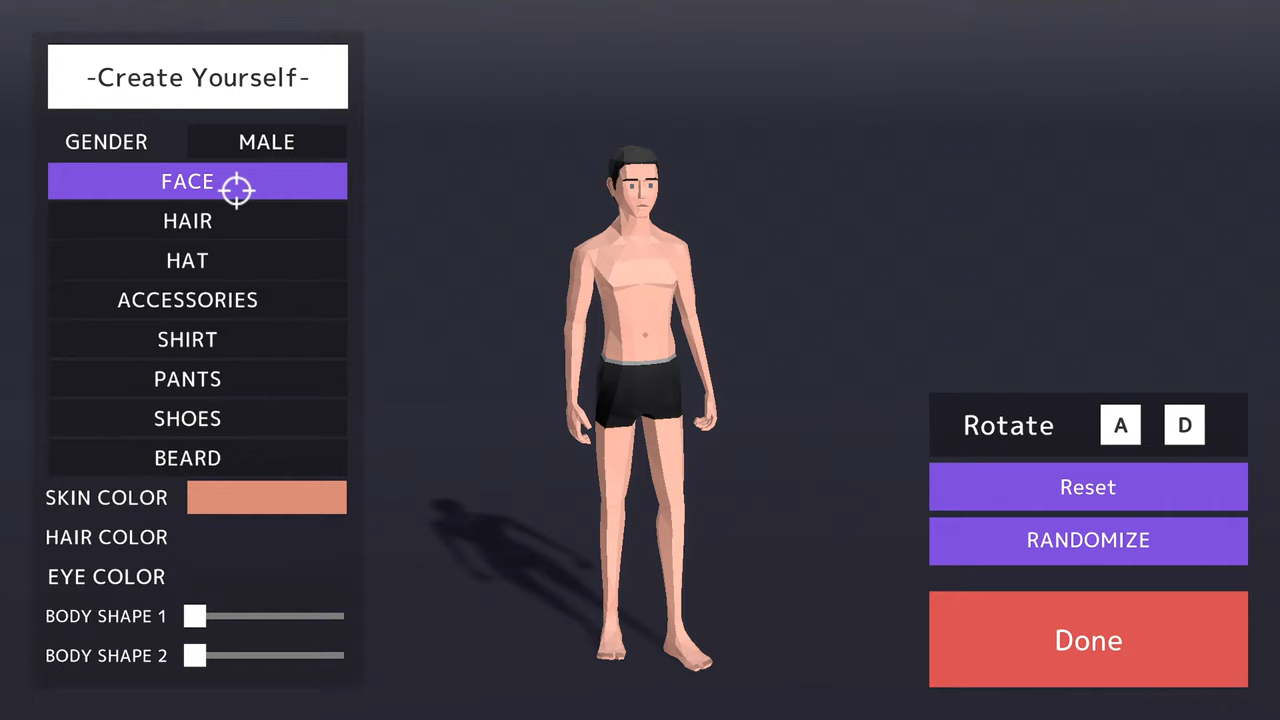 -Create Yourself-
GENDER MALE
FACE
HAIR
HAT
ACCESSORIES
SHIRT
PANTS
SHOES
BEARD
SKIN COLOR
HAIR COLOR
EYE COLOR
BODY SHAPE 1
BODY SHAPE 2
Rotate A D
Reset
RANDOMIZE
Done